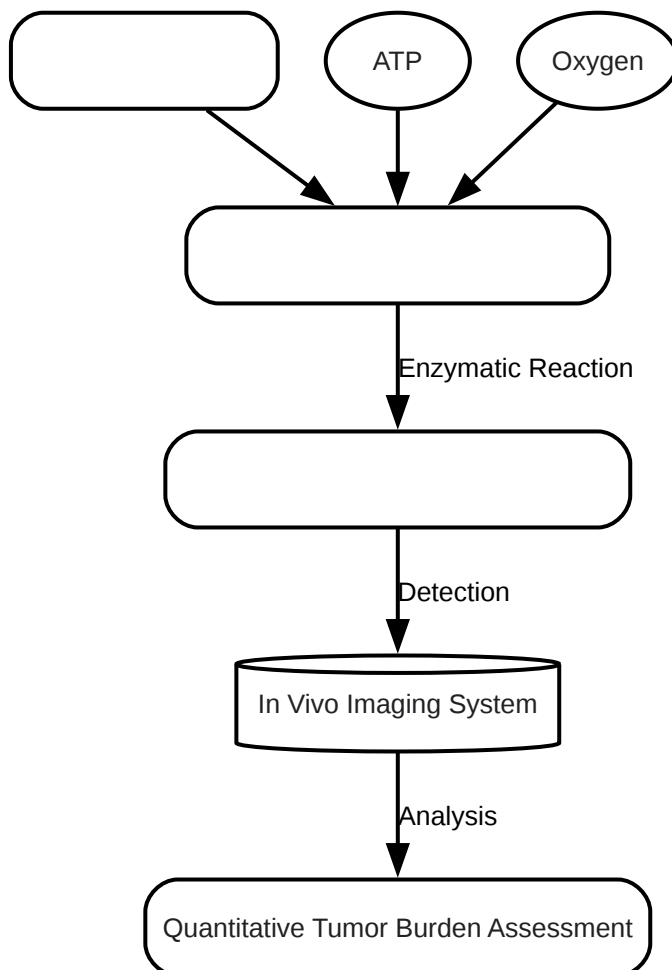 ATP
Oxygen
Enzymatic Reaction
Detection
In Vivo Imaging System
Analysis
Quantitative Tumor Burden Assessment